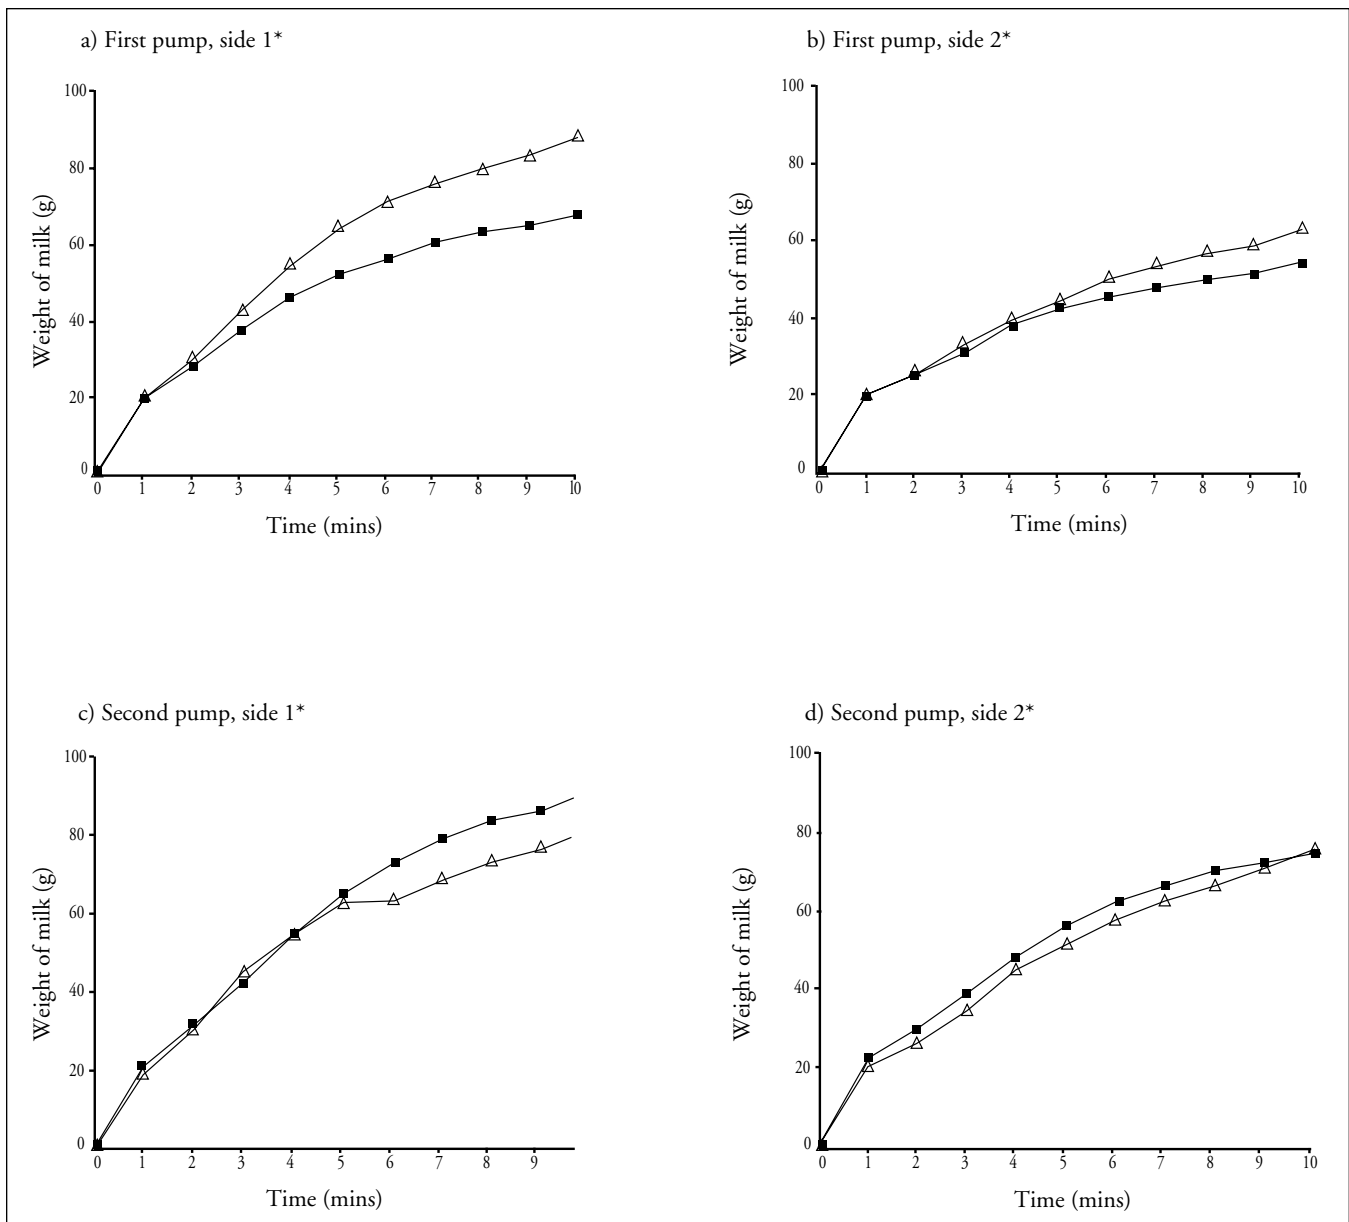 a) First pump, side 1*
100
80
60
40
20
0
Weight of milk (g)
0 1 2 3 4 5 6 7 8 9 10
Time (mins)
b) First pump, side 2*
100
80
60
40
20
0
Weight of milk (g)
0 1 2 3 4 5 6 7 8 9 10
Time (mins)
c) Second pump, side 1*
100
80
60
40
20
0
Weight of milk (g)
0 1 2 3 4 5 6 7 8 9
Time (mins)
d) Second pump, side 2*
100
80
60
40
20
0
Weight of milk (g)
0 1 2 3 4 5 6 7 8 9 10
Time (mins)